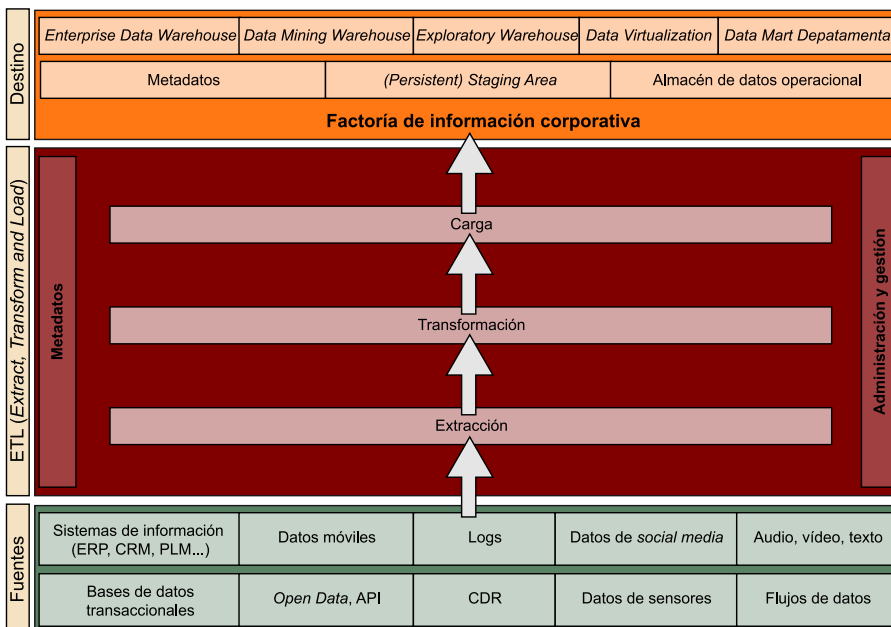 Destino
Enterprise Data Warehouse
Data Mining Warehouse
Exploratory Warehouse
Data Virtualization
Data Mart Depatamental
Metadatos
(Persistent) Staging Area
Almacén de datos operacional
Factoría de información corporativa
ETL (Extract, Transform and Load)
Metadatos
Carga
Transformación
Extracción
Administración y gestión
Fuentes
Sistemas de información
(ERP, CRM, PLM...)
Datos móviles
Logs
Datos de social media
Audio, vídeo, texto
Bases de datos
transaccionales
Open Data, API
CDR
Datos de sensores
Flujos de datos